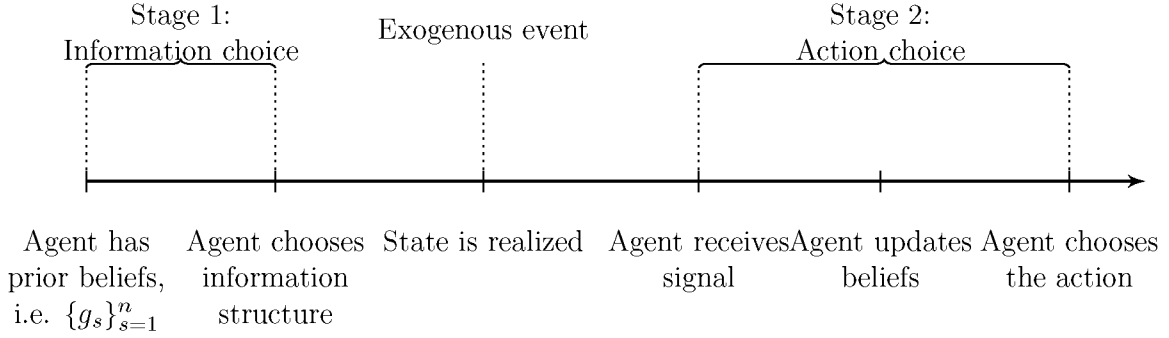 Stage 1:
Information choice
Exogenous event
Stage 2:
Action choice
Agent has
prior beliefs,
i.e. $\{g_s\}_{s=1}^n$
Agent chooses
information
structure
State is realized
Agent receives
signal
Agent updates
beliefs
Agent chooses
the action